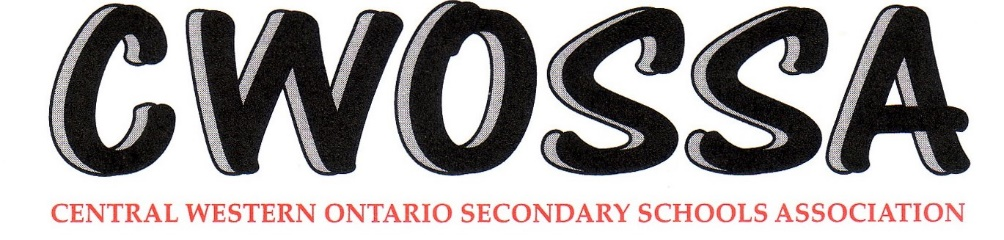 CWOSSA
CENTRAL WESTERN ONTARIO SECONDARY SCHOOLS ASSOCIATION